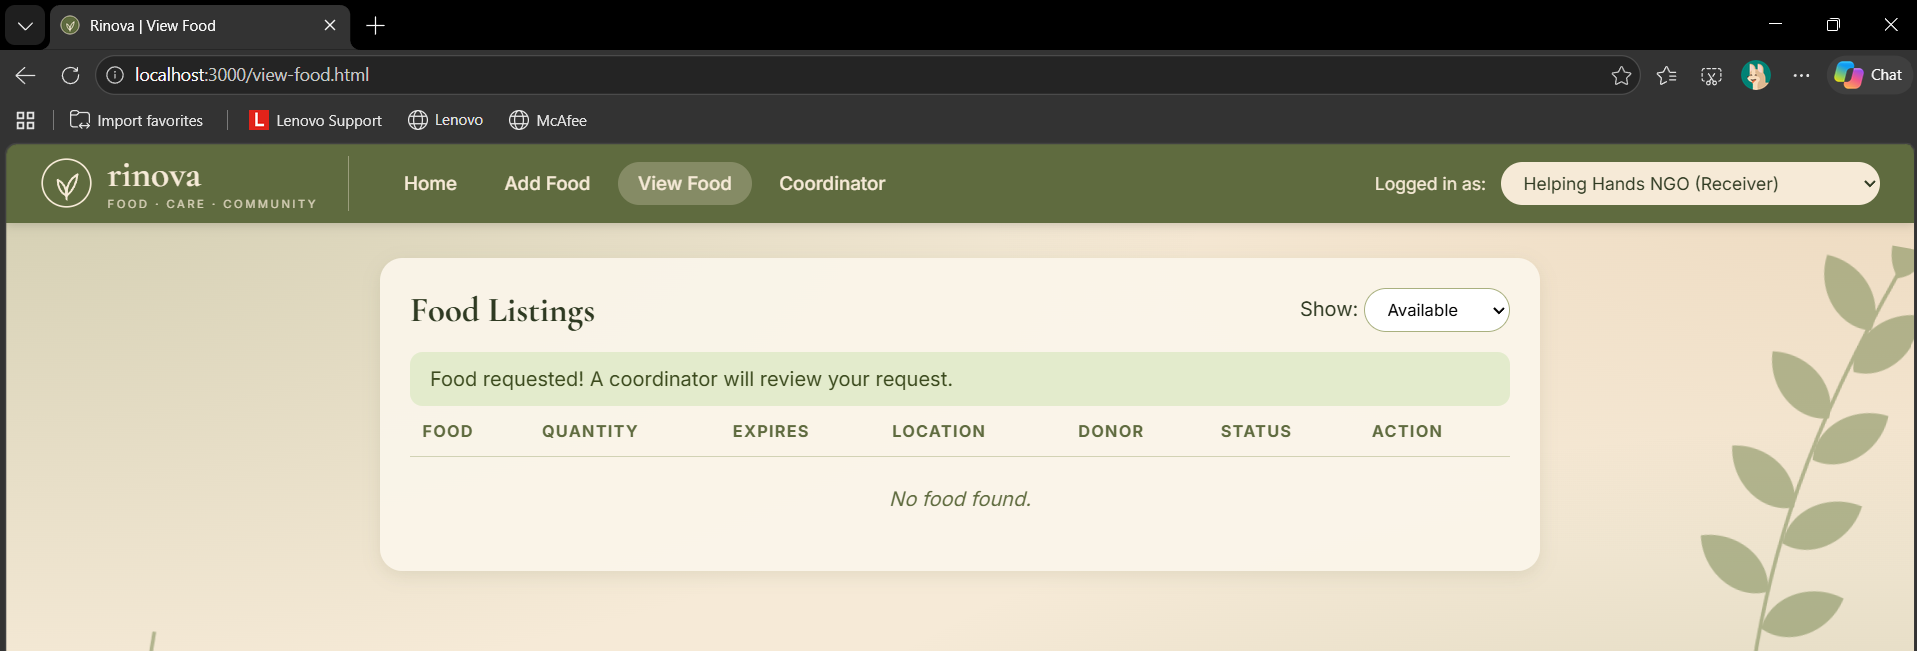 Rinova | View Food
localhost:3000/view-food.html
Chat
Import favorites
L Lenovo Support
Lenovo
McAfee
rinova
FOOD · CARE · COMMUNITY
Home
Add Food
View Food
Coordinator
Logged in as:
Helping Hands NGO (Receiver)
Food Listings
Show:
Available
Food requested! A coordinator will review your request.
FOOD QUANTITY EXPIRES LOCATION DONOR STATUS ACTION
No food found.